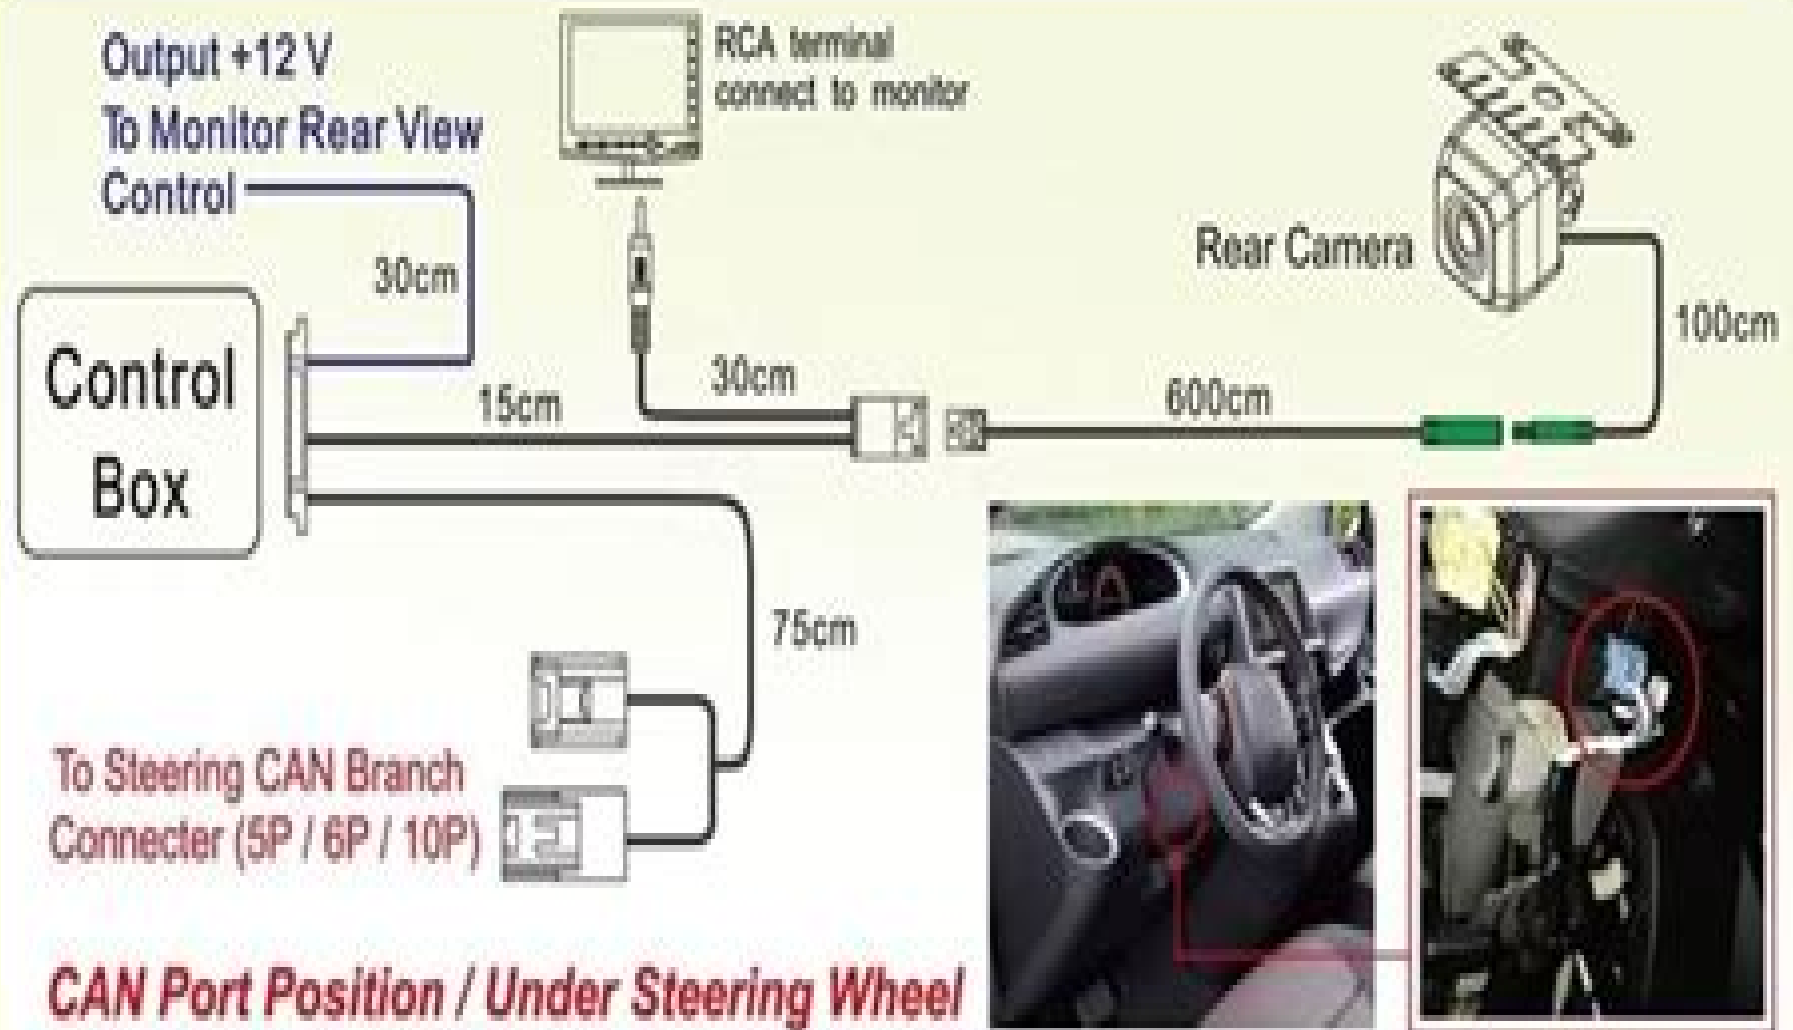 Output +12 V
To Monitor Rear View
Control
RCA terminal
connect to monitor
Rear Camera
30cm
100cm
Control
Box
15cm
30cm
600cm
75cm
To Steering CAN Branch
Connecter (5P / 6P / 10P)
CAN Port Position / Under Steering Wheel